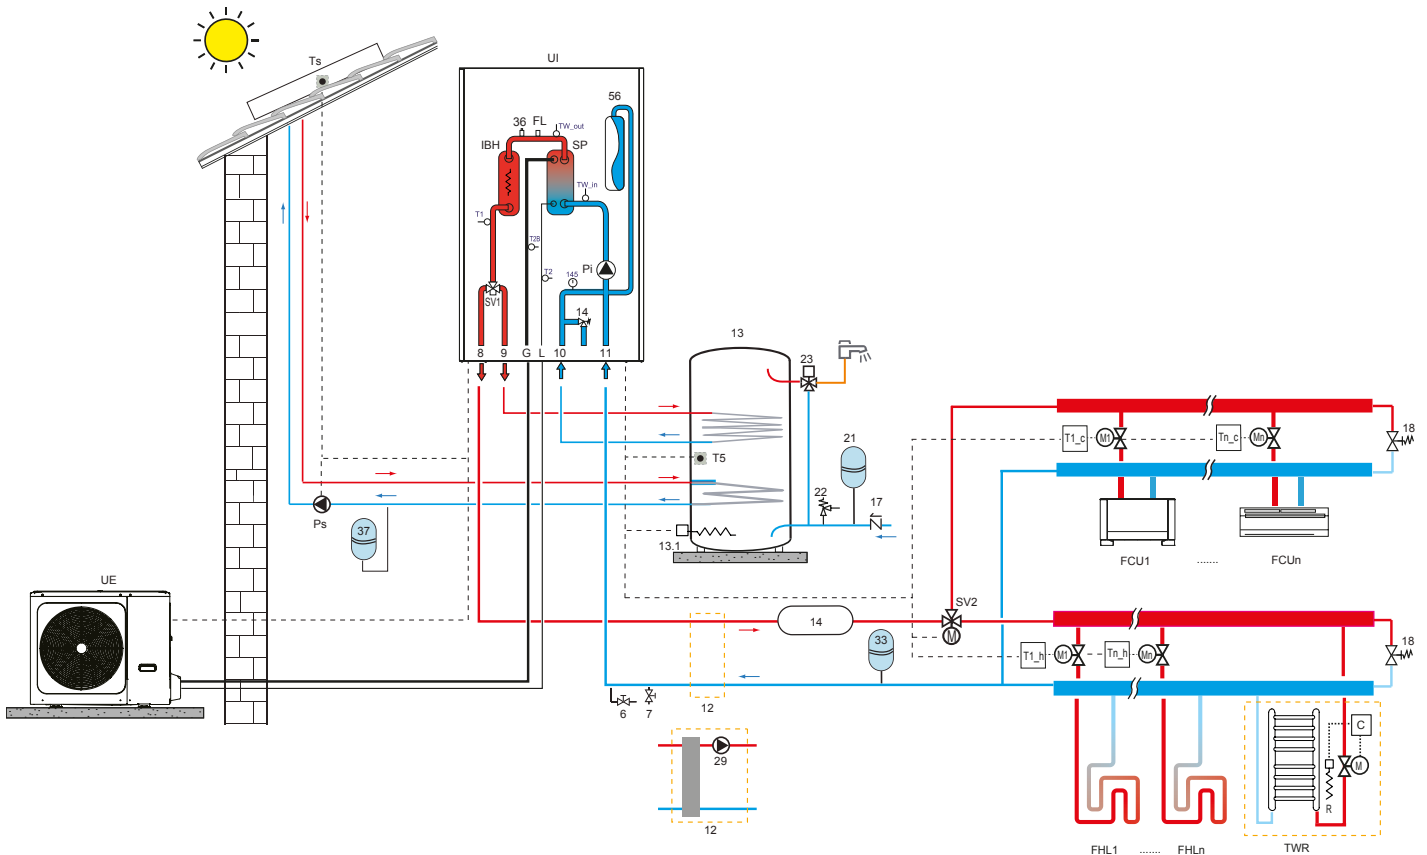 Ts
UI
56
36
FL
TW_out
IBH
SP
TW_in
T1
T2B
T2
Pi
145
SV1
14
8
9
G
L
10
11
13
23
T5
21
22
17
13.1
Ps
37
UE
T1_c
M1
Tn_c
Mn
18
FCU1
.......
FCUn
SV2
M
14
33
T1_h
M1
Tn_h
Mn
18
6
7
12
29
12
C
M
R
FHL1
.......
FHLn
TWR